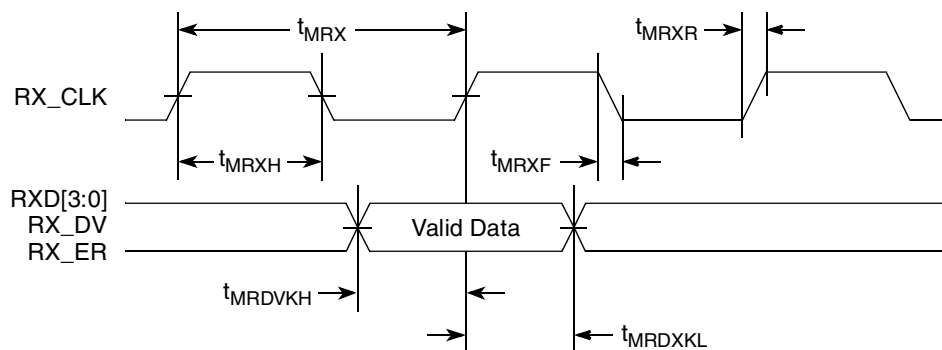 tMRX
tMRXR
RX_CLK
tMRXH
tMRXF
RXD[3:0]
RX_DV
Valid Data
RX_ER
tMRDVKH
tMRDXKL